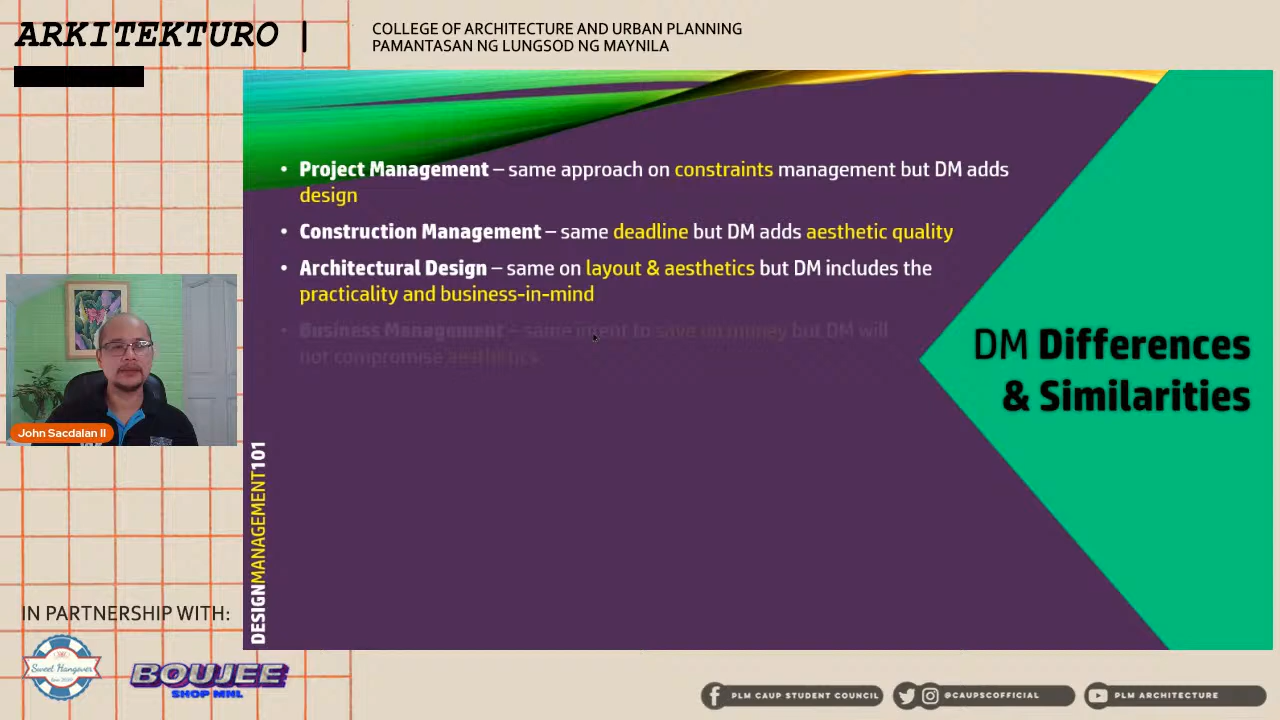 ARKITEKTURO |
COLLEGE OF ARCHITECTURE AND URBAN PLANNING
PAMANTASAN NG LUNGSOD NG MAYNILA
• Project Management – same approach on constraints management but DM adds
design
• Construction Management – same deadline but DM adds aesthetic quality
• Architectural Design – same on layout & aesthetics but DM includes the
practicality and business-in-mind
• Business Management – same intent to save on money but DM will
not compromise aesthetics
DM Differences
& Similarities
John Sacdalan II
DESIGNMANAGEMENT101
IN PARTNERSHIP WITH:
Sweet Hangover
BOUJEE
SHOP MNL
PLM CAUP STUDENT COUNCIL
@CAUPSCOFFICIAL
PLM ARCHITECTURE